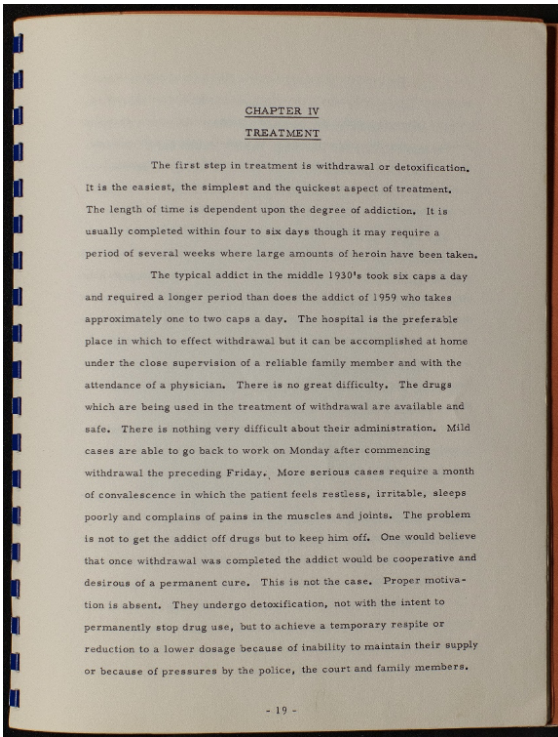 CHAPTER IV
TREATMENT
The first step in treatment is withdrawal or detoxification.
It is the easiest, the simplest and the quickest aspect of treatment.
The length of time is dependent upon the degree of addiction. It is
usually completed within four to six days though it may require a
period of several weeks where large amounts of heroin have been taken.
The typical addict in the middle 1930's took six caps a day
and required a longer period than does the addict of 1959 who takes
approximately one to two caps a day. The hospital is the preferable
place in which to effect withdrawal but it can be accomplished at home
under the close supervision of a reliable family member and with the
attendance of a physician. There is no great difficulty. The drugs
which are being used in the treatment of withdrawal are available and
safe. There is nothing very difficult about their administration. Mild
cases are able to go back to work on Monday after commencing
withdrawal the preceding Friday. More serious cases require a month
of convalescence in which the patient feels restless, irritable, sleeps
poorly and complains of pains in the muscles and joints. The problem
is not to get the addict off drugs but to keep him off. One would believe
that once withdrawal was completed the addict would be cooperative and
desirous of a permanent cure. This is not the case. Proper motiva-
tion is absent. They undergo detoxification, not with the intent to
permanently stop drug use, but to achieve a temporary respite or
reduction to a lower dosage because of inability to maintain their supply
or because of pressures by the police, the court and family members.
- 19 -